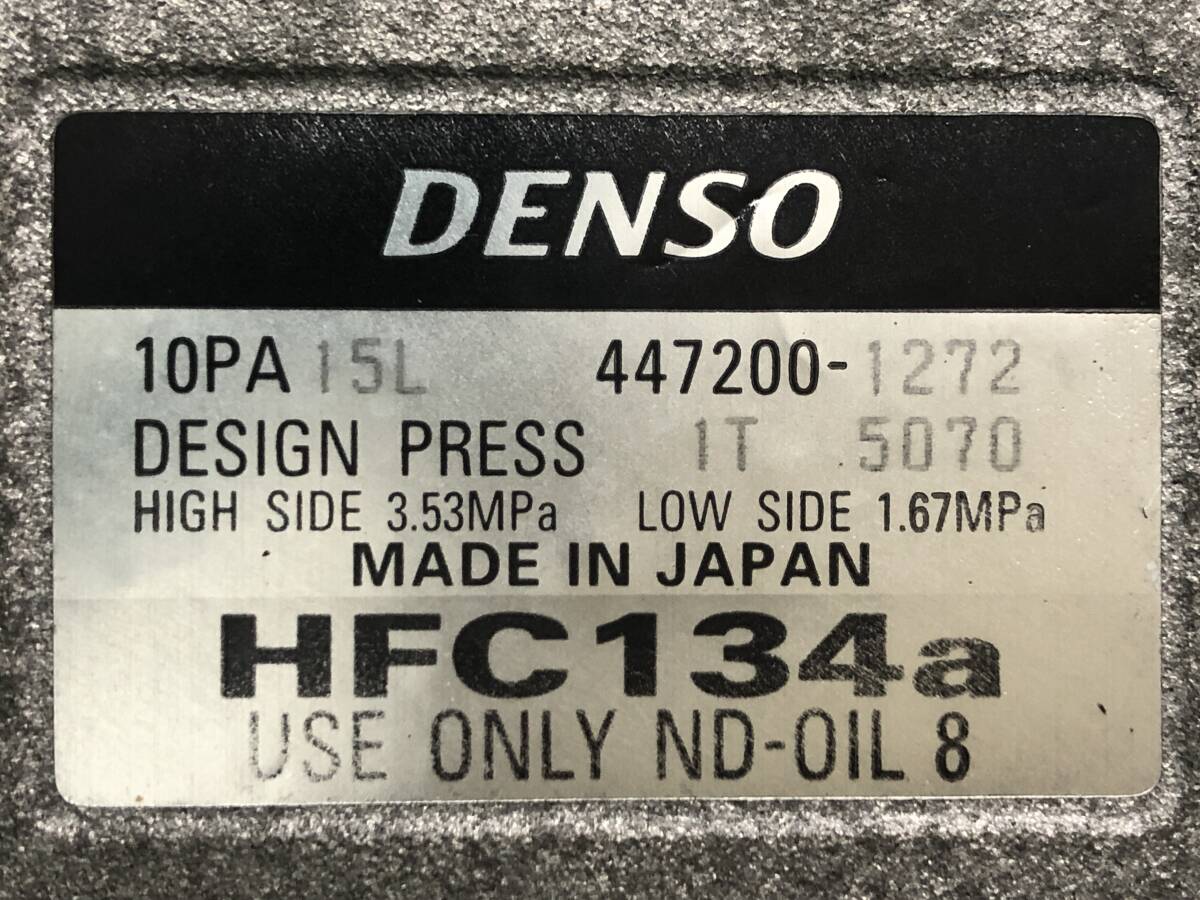 DENSO
10PA 15L 447200-1272
DESIGN PRESS 1T 5070
HIGH SIDE 3.53MPa LOW SIDE 1.67MPa
MADE IN JAPAN
HFC134a
USE ONLY ND-OIL 8